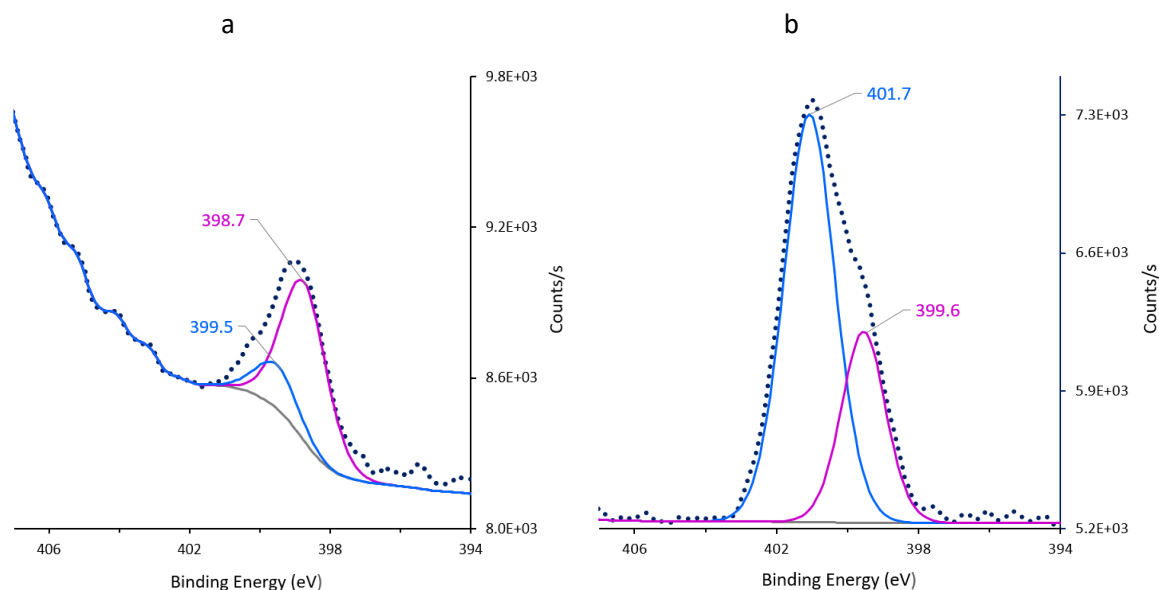 a
9.8E+03
9.2E+03
8.6E+03
8.0E+03
Counts/s
398.7
399.5
406
402
398
394
Binding Energy (eV)
b
7.3E+03
6.6E+03
5.9E+03
5.2E+03
Counts/s
401.7
399.6
406
402
398
394
Binding Energy (eV)